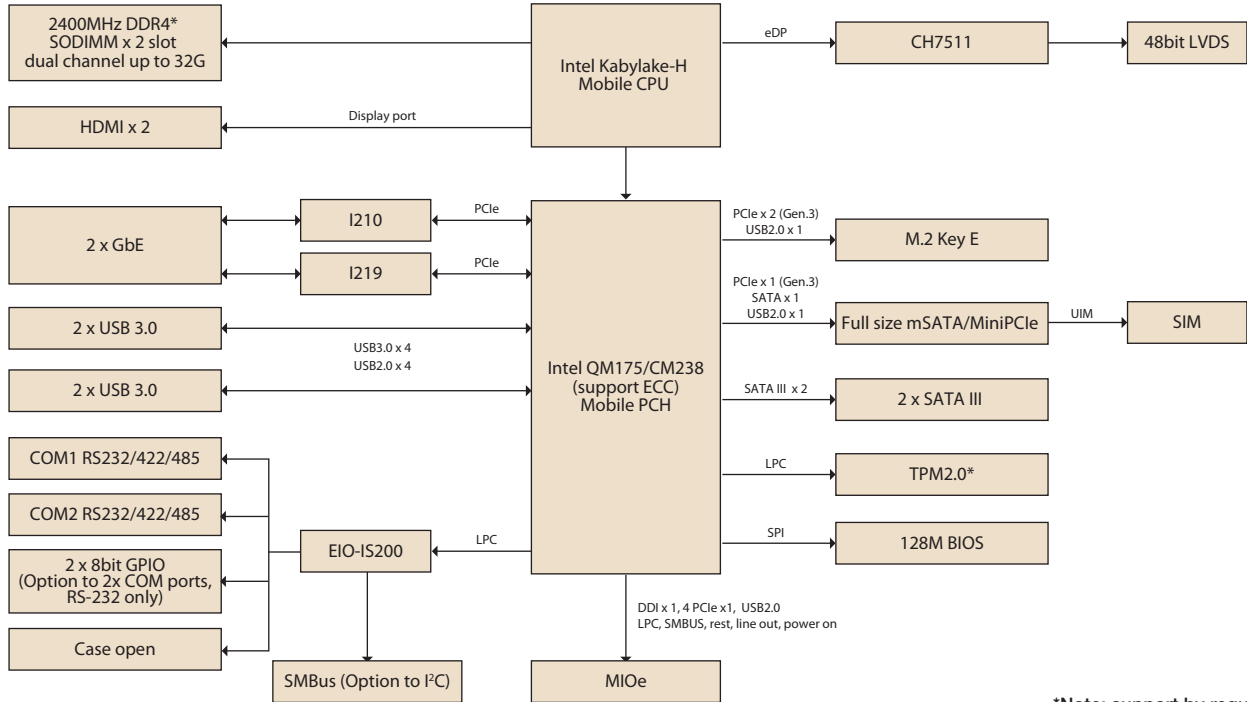 2400MHz DDR4*
SODIMM x 2 slot
dual channel up to 32G
Intel Kabylake-H
Mobile CPU
eDP
CH7511
48bit LVDS
HDMI x 2
Display port
2 x GbE
I210
PCIe
I219
PCIe
PCIe x 2 (Gen.3)
USB2.0 x 1
M.2 Key E
PCIe x 1 (Gen.3)
SATA x 1
USB2.0 x 1
Full size mSATA/MiniPCIe
UIM
SIM
2 x USB 3.0
USB3.0 x 4
USB2.0 x 4
2 x USB 3.0
Intel QM175/CM238
(support ECC)
Mobile PCH
SATA III x 2
2 x SATA III
COM1 RS232/422/485
LPC
TPM2.0*
COM2 RS232/422/485
SPI
128M BIOS
2 x 8bit GPIO
(Option to 2x COM ports,
RS-232 only)
EIO-IS200
LPC
Case open
DDI x 1, 4 PCIe x1, USB2.0
LPC, SMBUS, rest, line out, power on
SMBus (Option to I²C)
MIOe